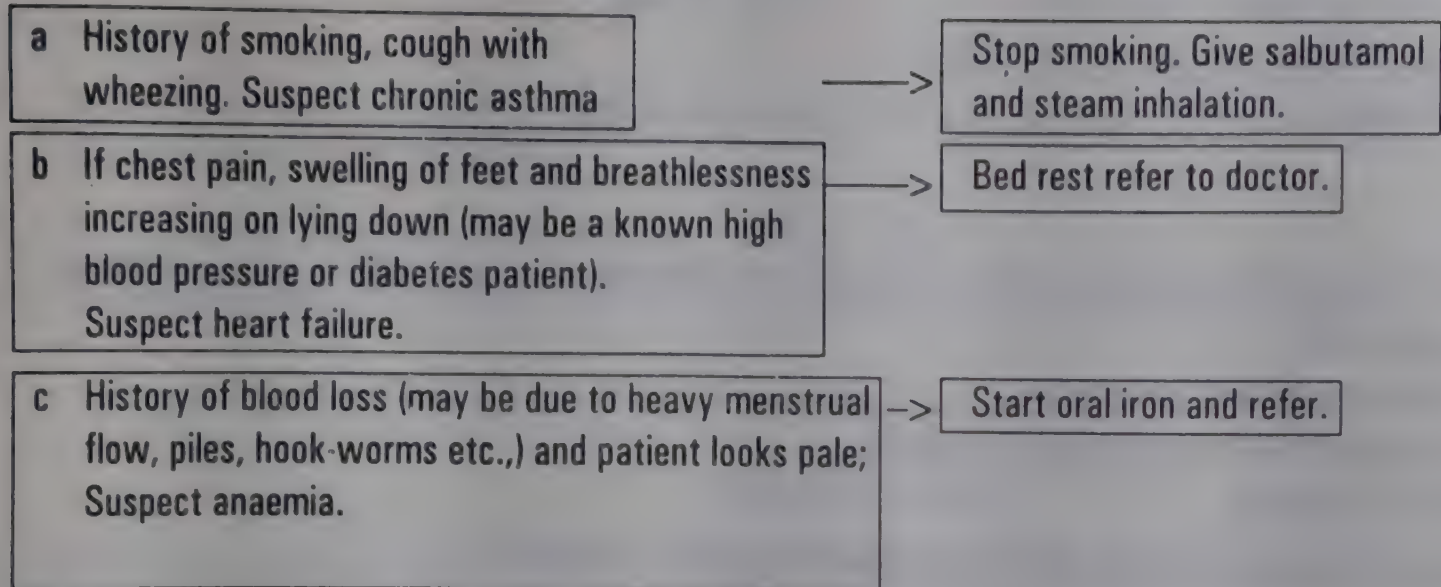 a History of smoking, cough with
wheezing. Suspect chronic asthma
Stop smoking. Give salbutamol
and steam inhalation.
b If chest pain, swelling of feet and breathlessness
increasing on lying down (may be a known high
blood pressure or diabetes patient).
Suspect heart failure.
Bed rest refer to doctor.
c History of blood loss (may be due to heavy menstrual
flow, piles, hook-worms etc.,) and patient looks pale;
Suspect anaemia.
Start oral iron and refer.